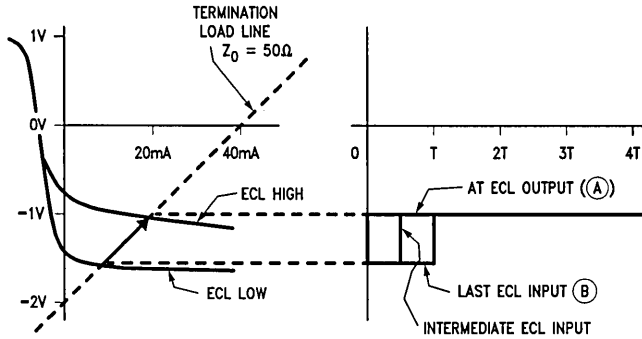 TERMINATION
LOAD LINE
Z0 = 50Ω
1V
0V
-1V
-2V
20mA
40mA
ECL HIGH
ECL LOW
0
T
2T
3T
4T
AT ECL OUTPUT (A)
LAST ECL INPUT B
INTERMEDIATE ECL INPUT